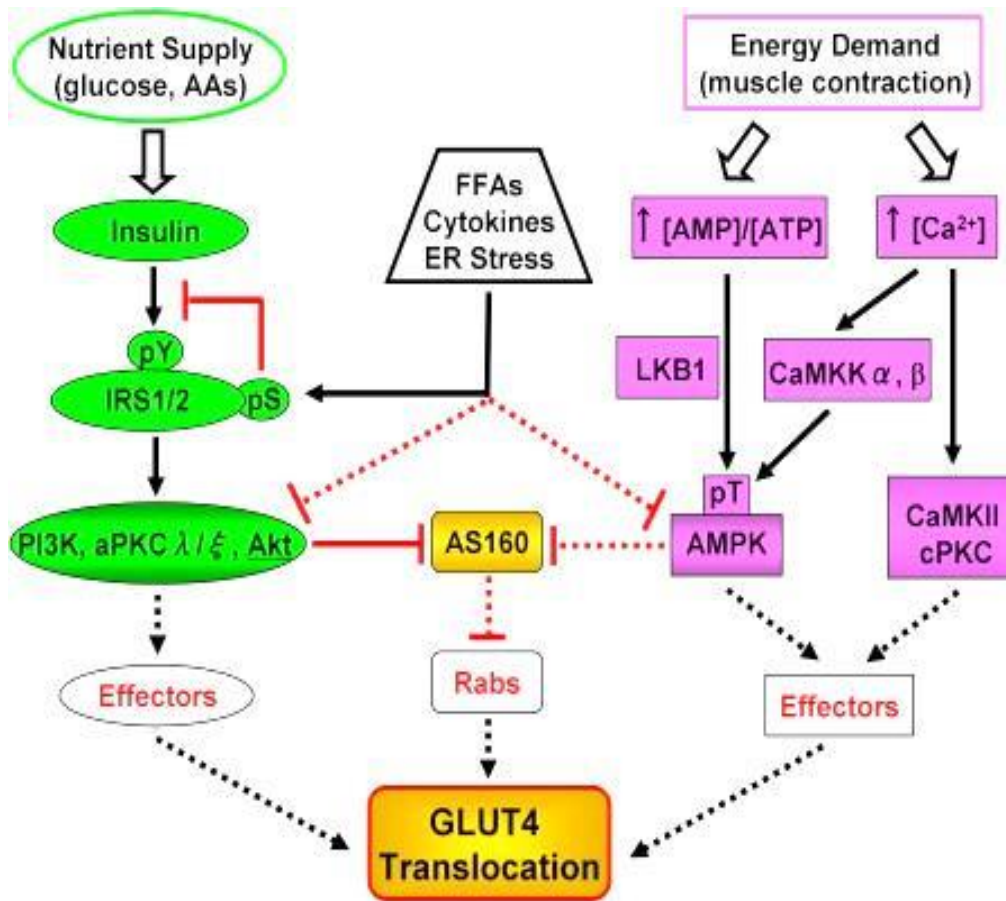 Nutrient Supply
(glucose, AAs)
Energy Demand
(muscle contraction)
FFAs
Cytokines
ER Stress
Insulin
↑ [AMP]/[ATP]
↑ [Ca²⁺]
pY
IRS1/2
pS
LKB1
CaMKK α, β
pT
AMPK
CaMKII
cPKC
PI3K, aPKC λ / ξ, Akt
AS160
Effectors
Rabs
Effectors
GLUT4
Translocation